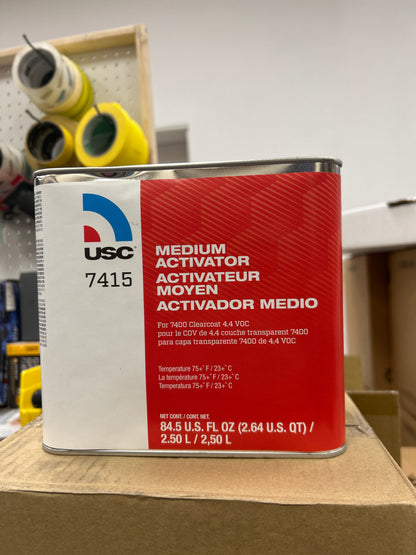 USC
7415
MEDIUM
ACTIVATOR
ACTIVATEUR
MOYEN
ACTIVADOR MEDIO
For 7400 Clearcoat 4.4 VOC
pour le COV de 4,4 couche transparent 7400
para capa transparente 7400 de 4,4 VOC
Temperature 75+˚ F / 23+˚ C
La température 75+˚ F / 23+˚ C
Temperatura 75+˚ F / 23+˚ C
NET CONT. / CONT. NET.
84.5 U.S. FL OZ (2.64 U.S. QT) /
2.50 L / 2,50 L